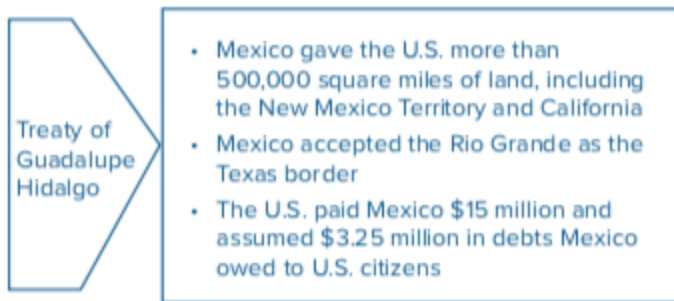 Treaty of
Guadalupe
Hidalgo
• Mexico gave the U.S. more than
500,000 square miles of land, including
the New Mexico Territory and California
• Mexico accepted the Rio Grande as the
Texas border
• The U.S. paid Mexico $15 million and
assumed $3.25 million in debts Mexico
owed to U.S. citizens